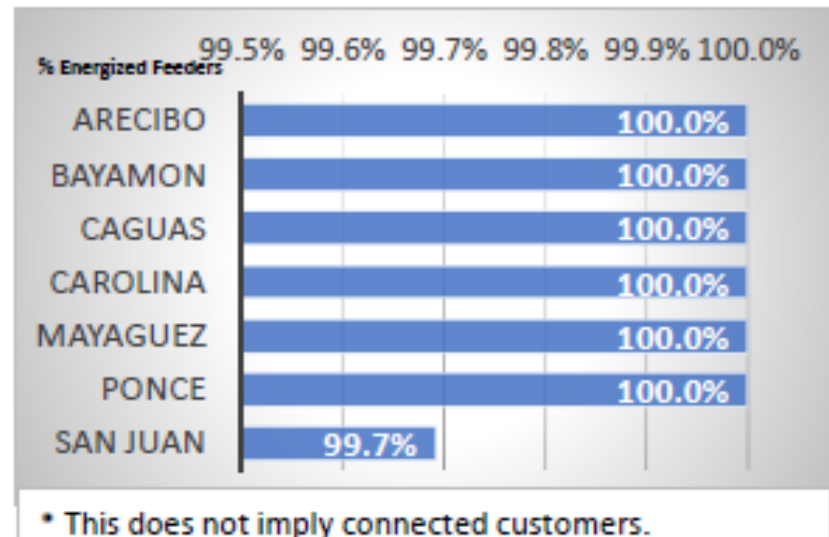 99.5% 99.6% 99.7% 99.8% 99.9% 100.0%
% Energized Feeders
ARECIBO 100.0%
BAYAMON 100.0%
CAGUAS 100.0%
CAROLINA 100.0%
MAYAGUEZ 100.0%
PONCE 100.0%
SAN JUAN 99.7%
* This does not imply connected customers.